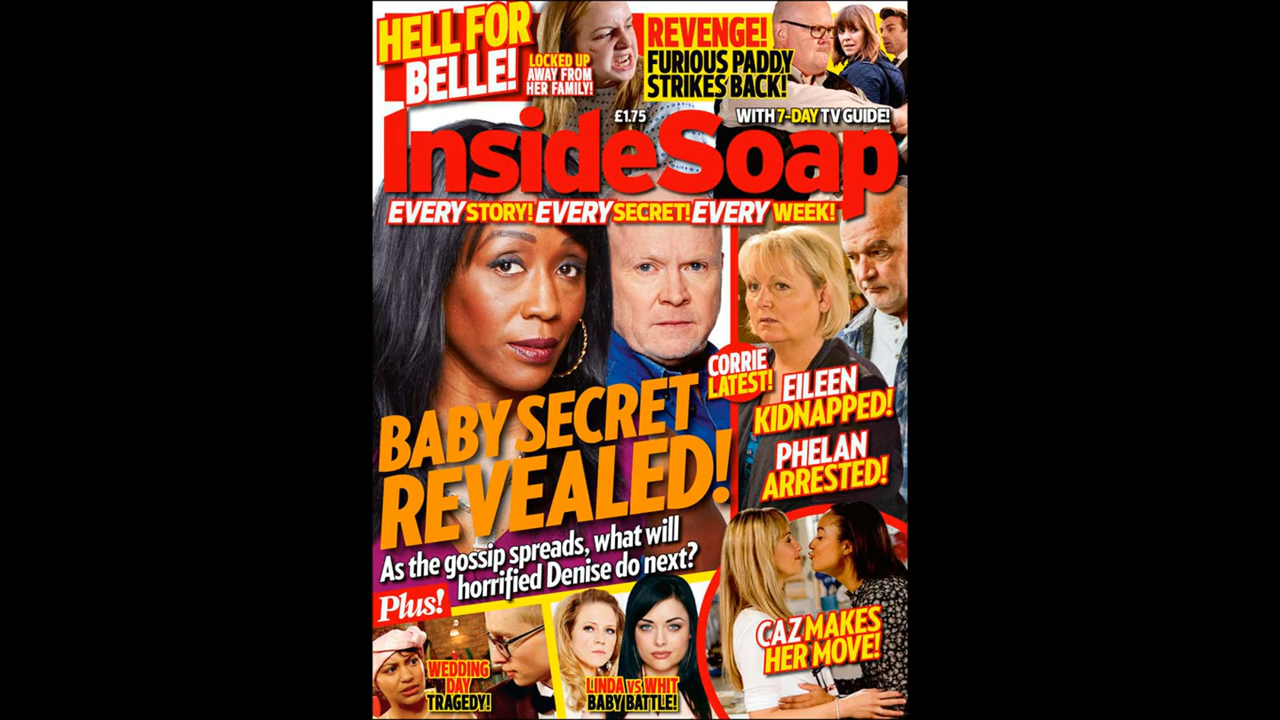 HELL FOR
BELLE!
LOCKED UP
AWAY FROM
HER FAMILY!
REVENGE!
FURIOUS PADDY
STRIKES BACK!
£1.75
WITH 7-DAY TV GUIDE!
InsideSoap
EVERY STORY! EVERY SECRET! EVERY WEEK!
CORRIE
LATEST!
EILEEN
KIDNAPPED!
PHELAN
ARRESTED!
BABY SECRET
REVEALED!
As the gossip spreads, what will
horrified Denise do next?
Plus!
WEDDING
DAY
TRAGEDY!
LINDA VS WHIT
BABY BATTLE!
CAZ MAKES
HER MOVE!